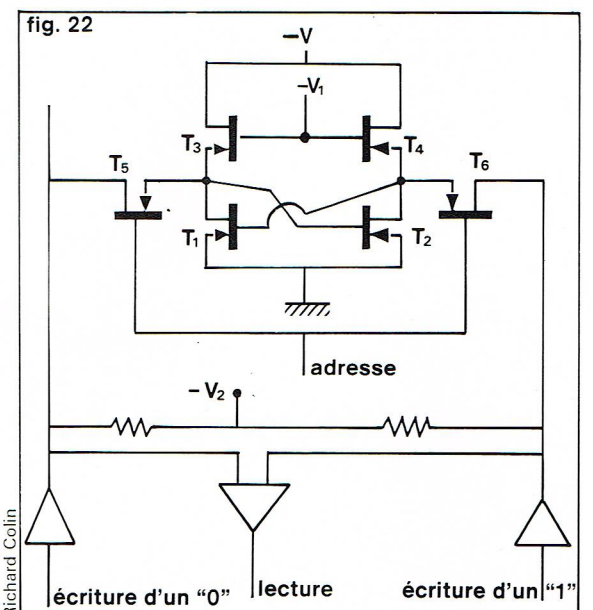 fig. 22
−V
−V₁
T₃
T₄
T₅
T₆
T₁
T₂
adresse
− V₂
écriture d'un “0”
lecture
écriture d'un “1”
Richard Colin